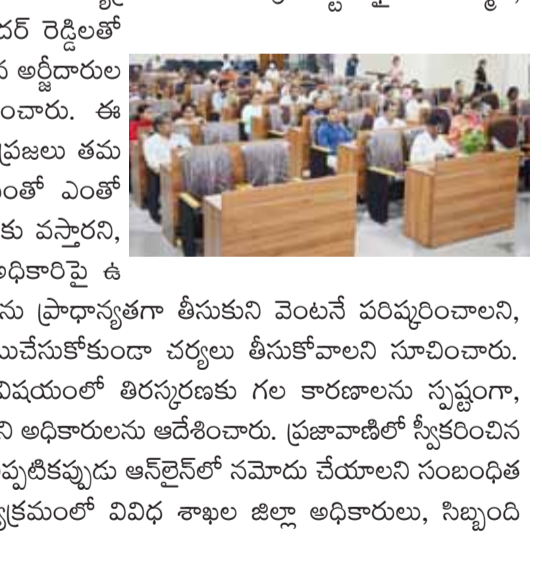 దర్ రెడ్డిలతో
న అర్జీదారుల
ంచారు. ఈ
ప్రజలు తమ
ంతో ఎంతో
కు వస్తారని,
అధికారిపై ఉ
ను ప్రాధాన్యతగా తీసుకుని వెంటనే పరిష్కరించాలని,
యిచేసుకోకుండా చర్యలు తీసుకోవాలని సూచించారు.
విషయంలో తిరస్కరణకు గల కారణాలను స్పష్టంగా,
ని అధికారులను ఆదేశించారు. ప్రజావాణిలో స్వీకరించిన
ప్పటికప్పుడు ఆన్‌లైన్‌లో నమోదు చేయాలని సంబంధిత
్యక్రమంలో వివిధ శాఖల జిల్లా అధికారులు, సిబ్బంది